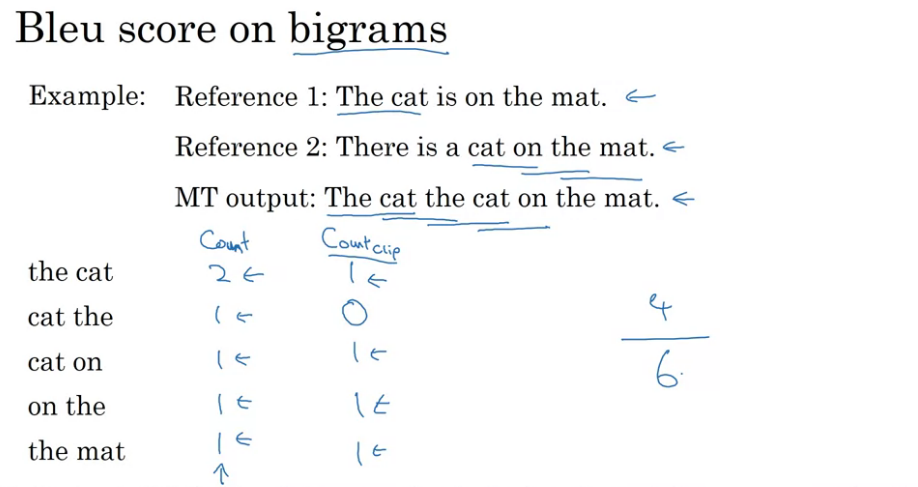 Bleu score on bigrams
Example: Reference 1: The cat is on the mat. ←
Reference 2: There is a cat on the mat. ←
MT output: The cat the cat on the mat. ←
Count Count clip
the cat 2 ← 1 ←
cat the 1 ← 0
cat on 1 ← 1 ←
on the 1 ← 1 ←
the mat 1 ← 1 ←
↑
4
6